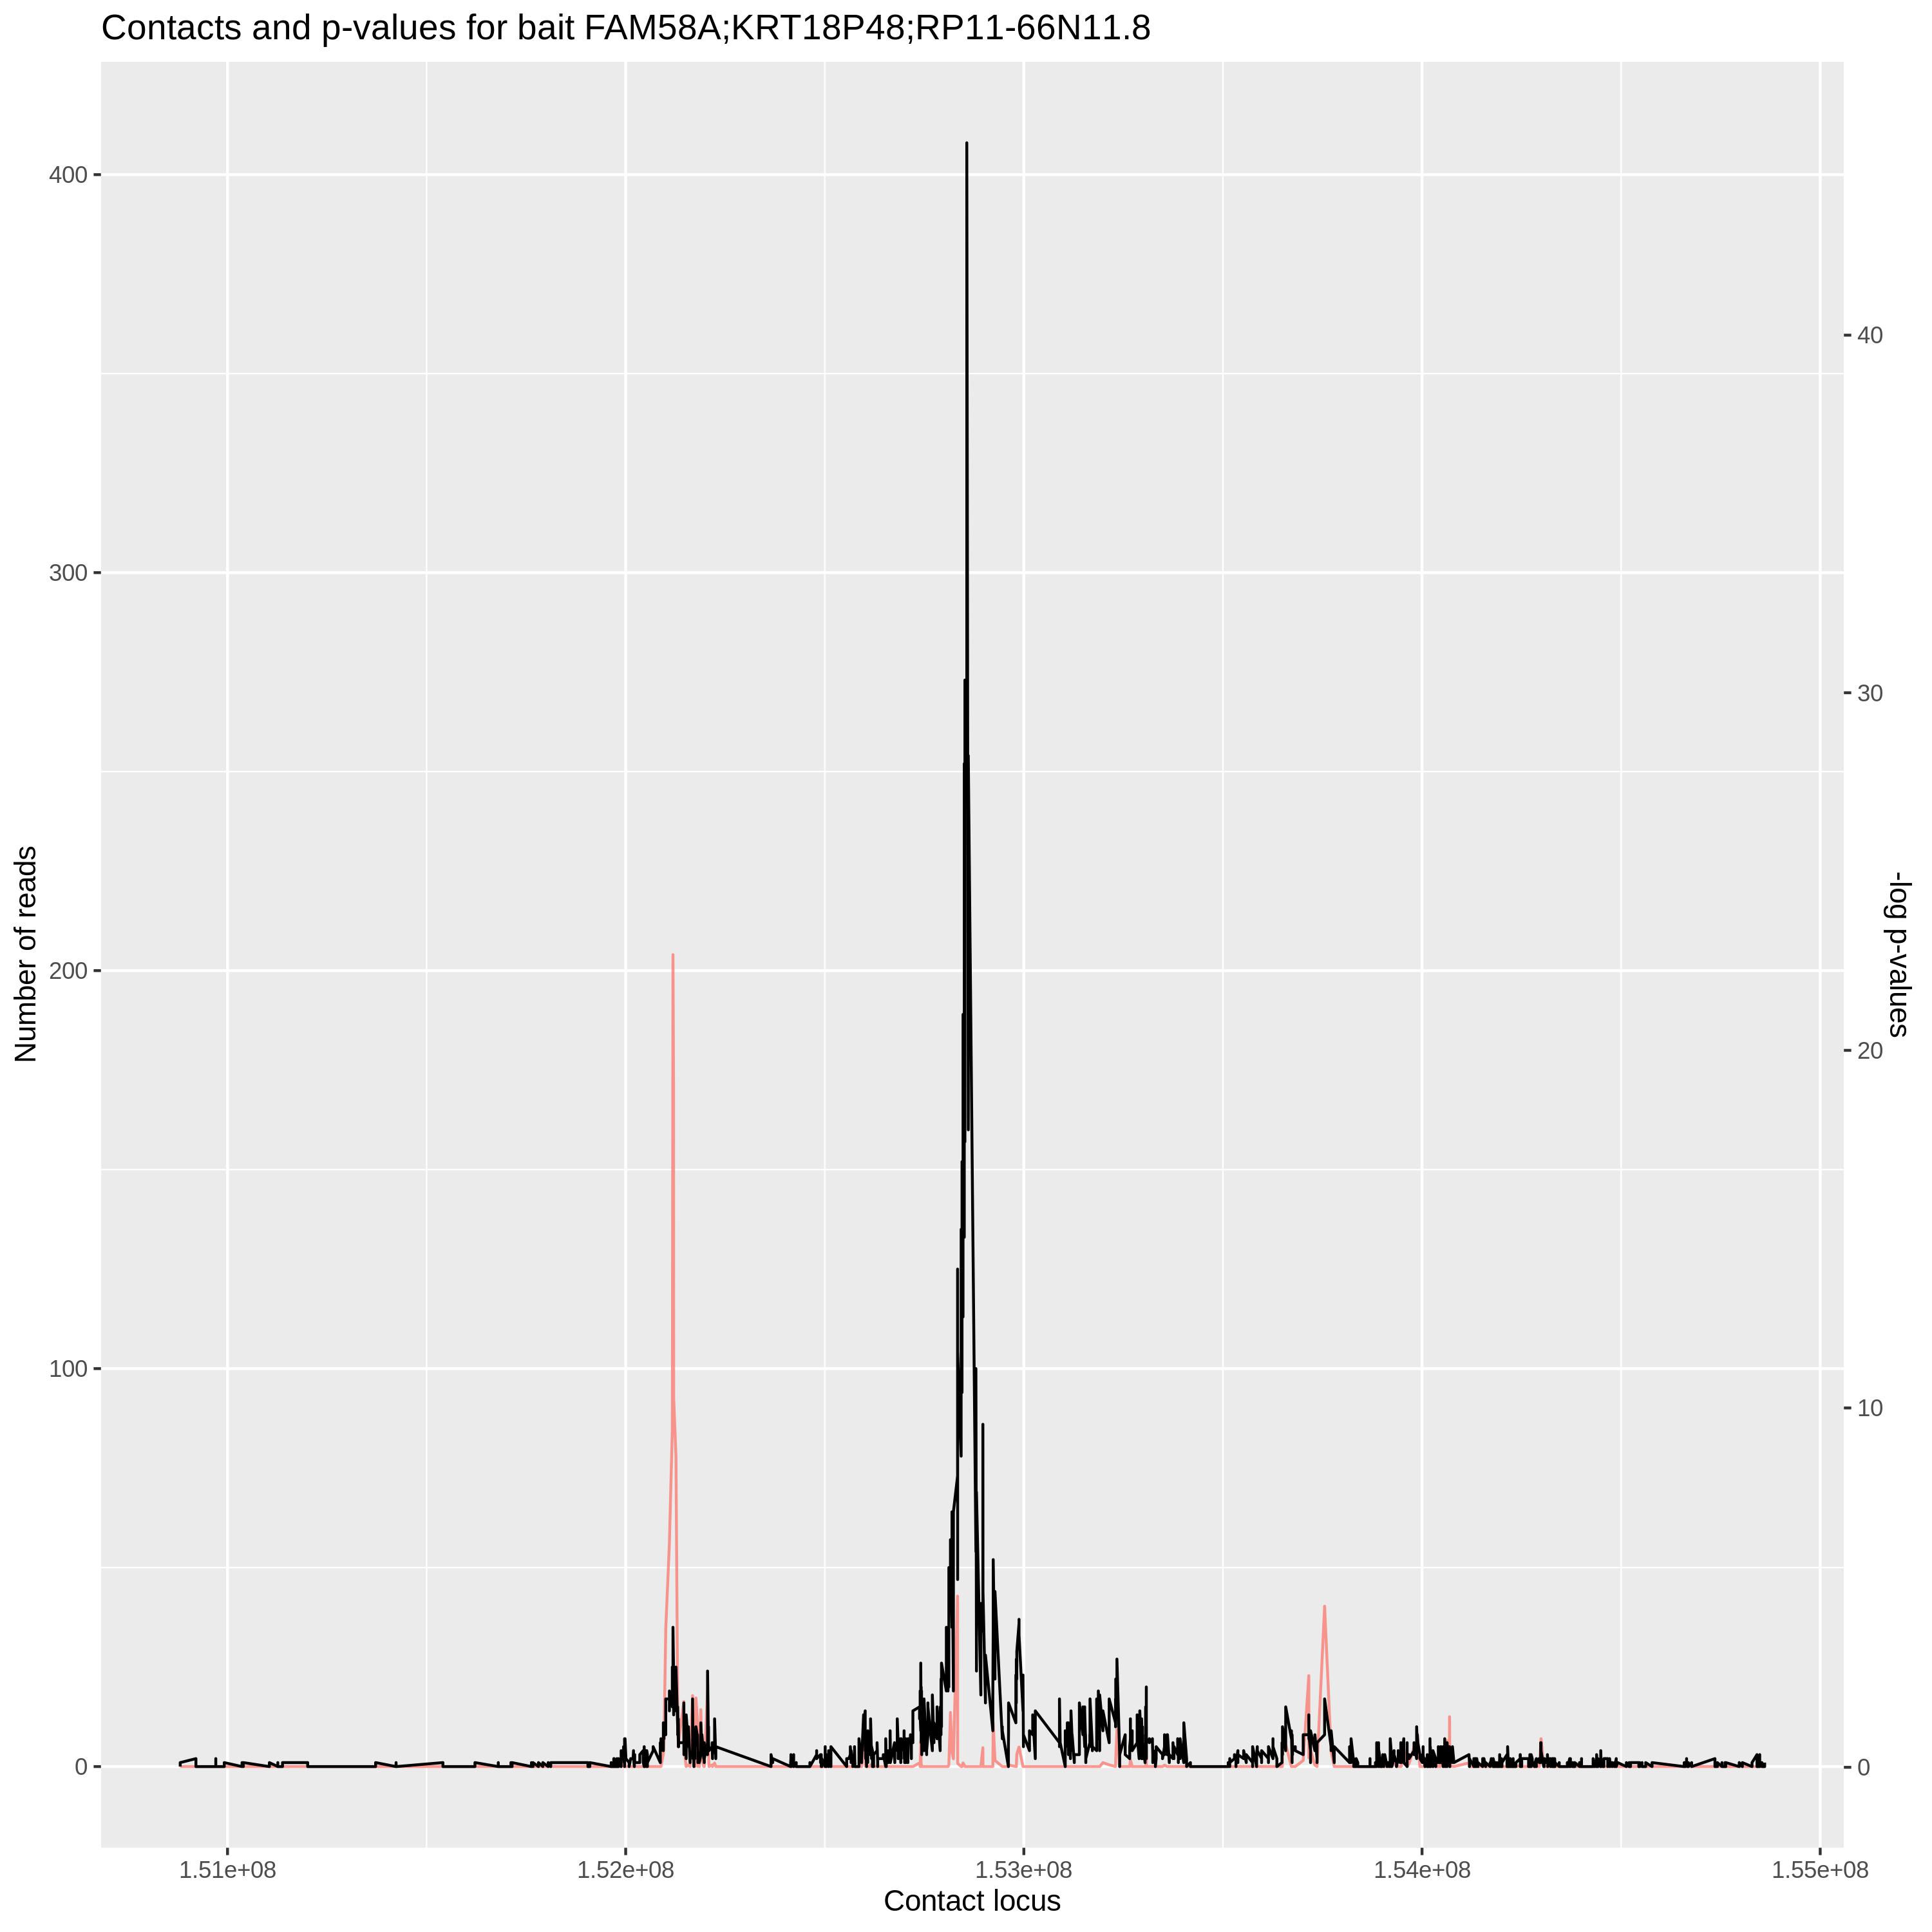 Contacts and p-values for bait FAM58A;KRT18P48;RP11-66N11.8
400
300
200
100
0
Number of reads
40
30
20
10
0
-log p-values
1.51e+08 1.52e+08 1.53e+08 1.54e+08 1.55e+08
Contact locus